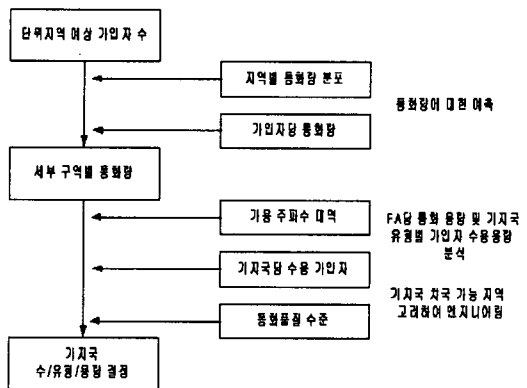 단위지역 예상 가입자 수
지역별 통화량 분포
통화량에 대한 예측
가입자당 통화량
세부 구역별 통화량
가용 주파수 대역
FA당 통화 용량 및 기지국
유형별 가입자 수용용량
분석
기지국당 수용 가입자
기지국 치국 가능 지역
고려하여 엔지니어링
통화품질 수준
기지국
수/유형/용량 결정